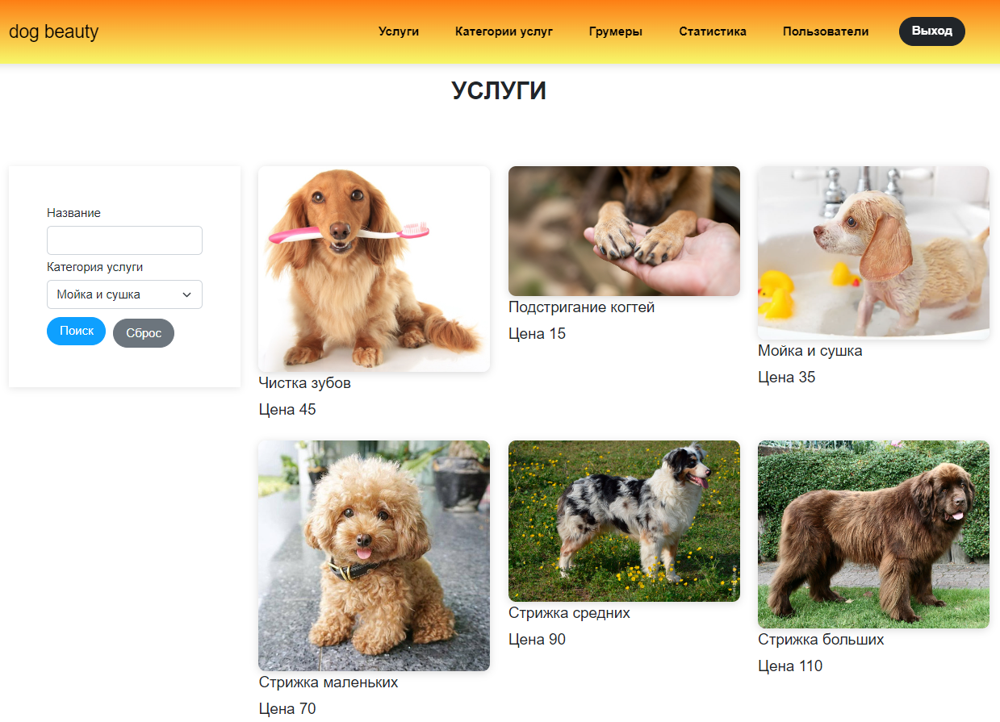 dog beauty
Услуги
Категории услуг
Грумеры
Статистика
Пользователи
Выход
УСЛУГИ
Название
Категория услуги
Мойка и сушка
Поиск
Сброс
Чистка зубов
Цена 45
Подстригание когтей
Цена 15
Мойка и сушка
Цена 35
Стрижка маленьких
Цена 70
Стрижка средних
Цена 90
Стрижка больших
Цена 110